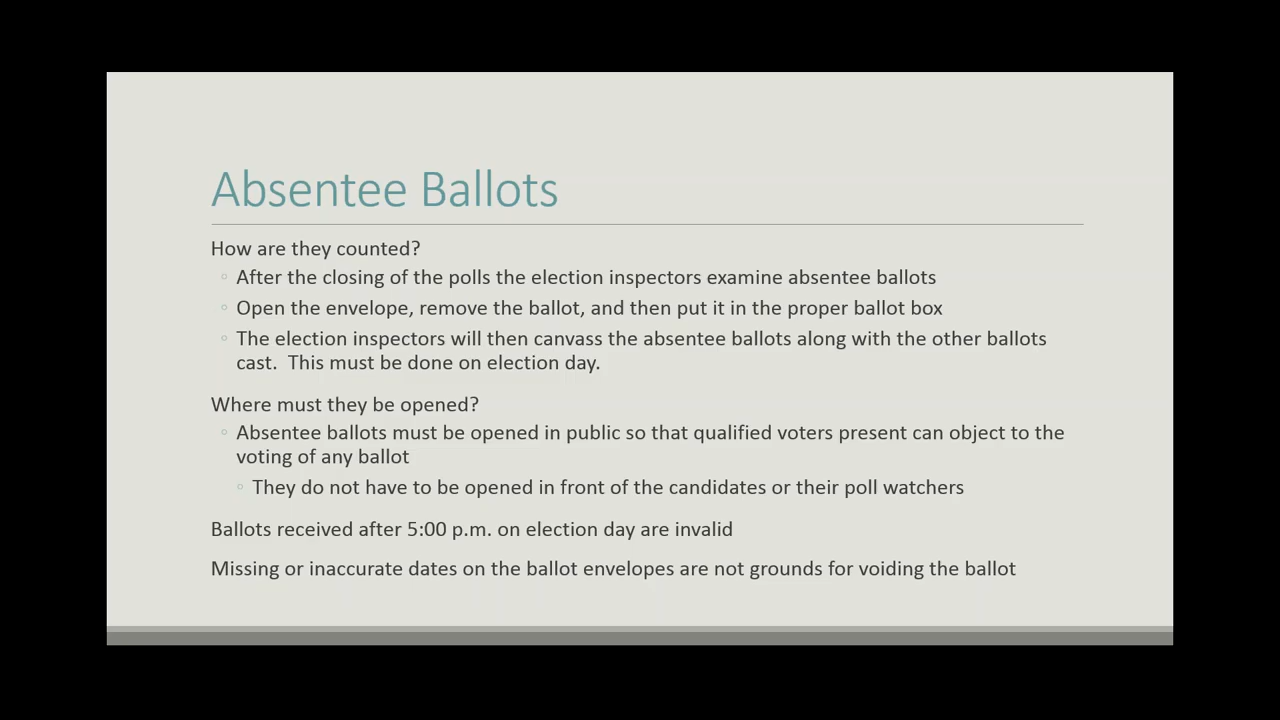 Absentee Ballots
How are they counted?
◦ After the closing of the polls the election inspectors examine absentee ballots
◦ Open the envelope, remove the ballot, and then put it in the proper ballot box
◦ The election inspectors will then canvass the absentee ballots along with the other ballots
cast.  This must be done on election day.
Where must they be opened?
◦ Absentee ballots must be opened in public so that qualified voters present can object to the
voting of any ballot
◦ They do not have to be opened in front of the candidates or their poll watchers
Ballots received after 5:00 p.m. on election day are invalid
Missing or inaccurate dates on the ballot envelopes are not grounds for voiding the ballot